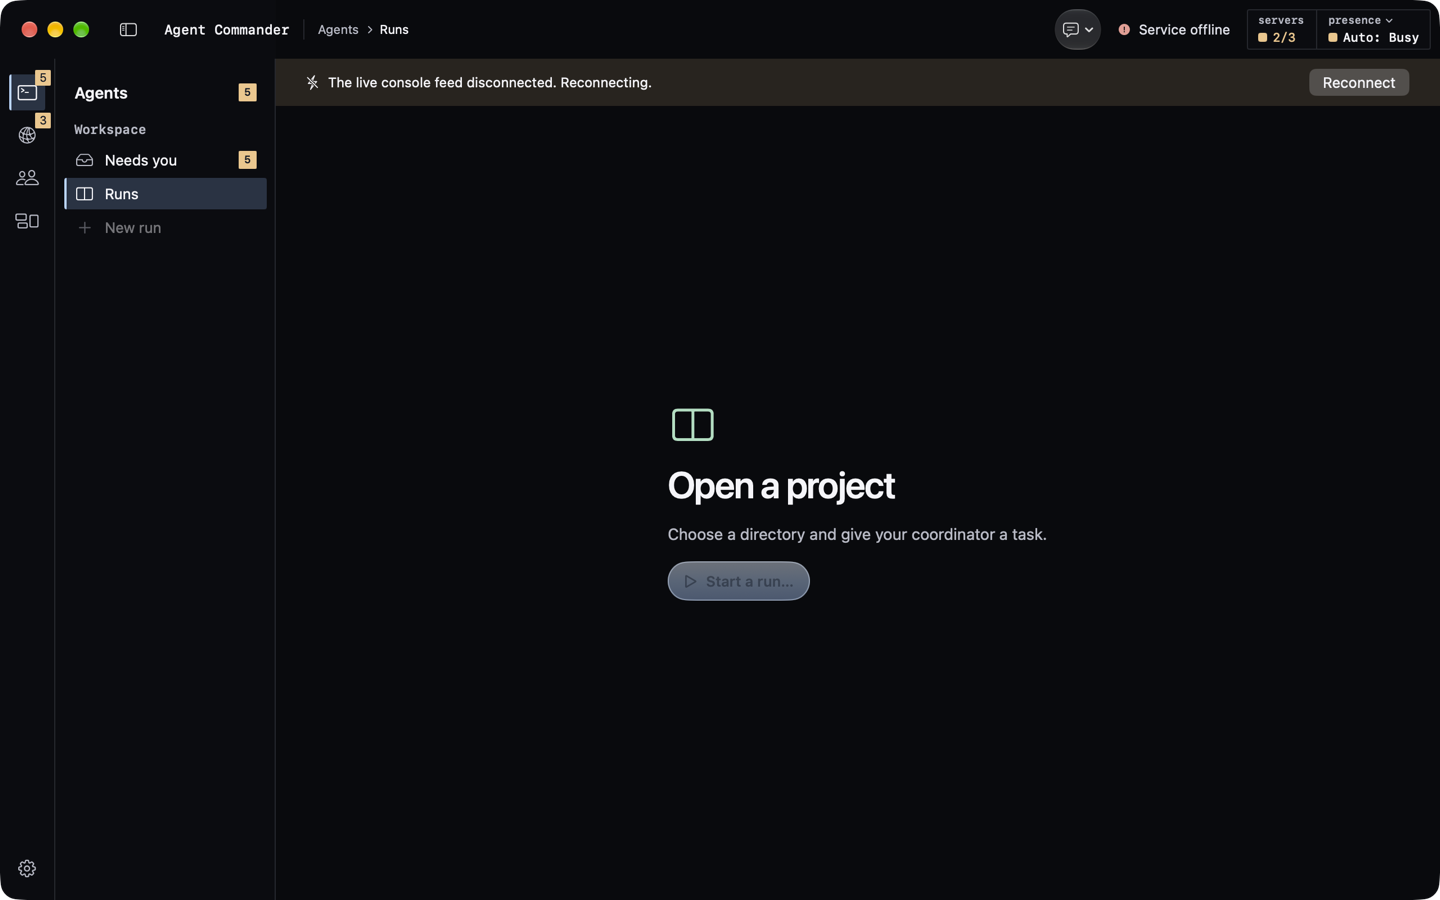 Agent Commander
Agents > Runs
Service offline
servers
2/3
presence
Auto: Busy
5
3
Agents
5
Workspace
Needs you
5
Runs
New run
The live console feed disconnected. Reconnecting.
Reconnect
Open a project
Choose a directory and give your coordinator a task.
Start a run...